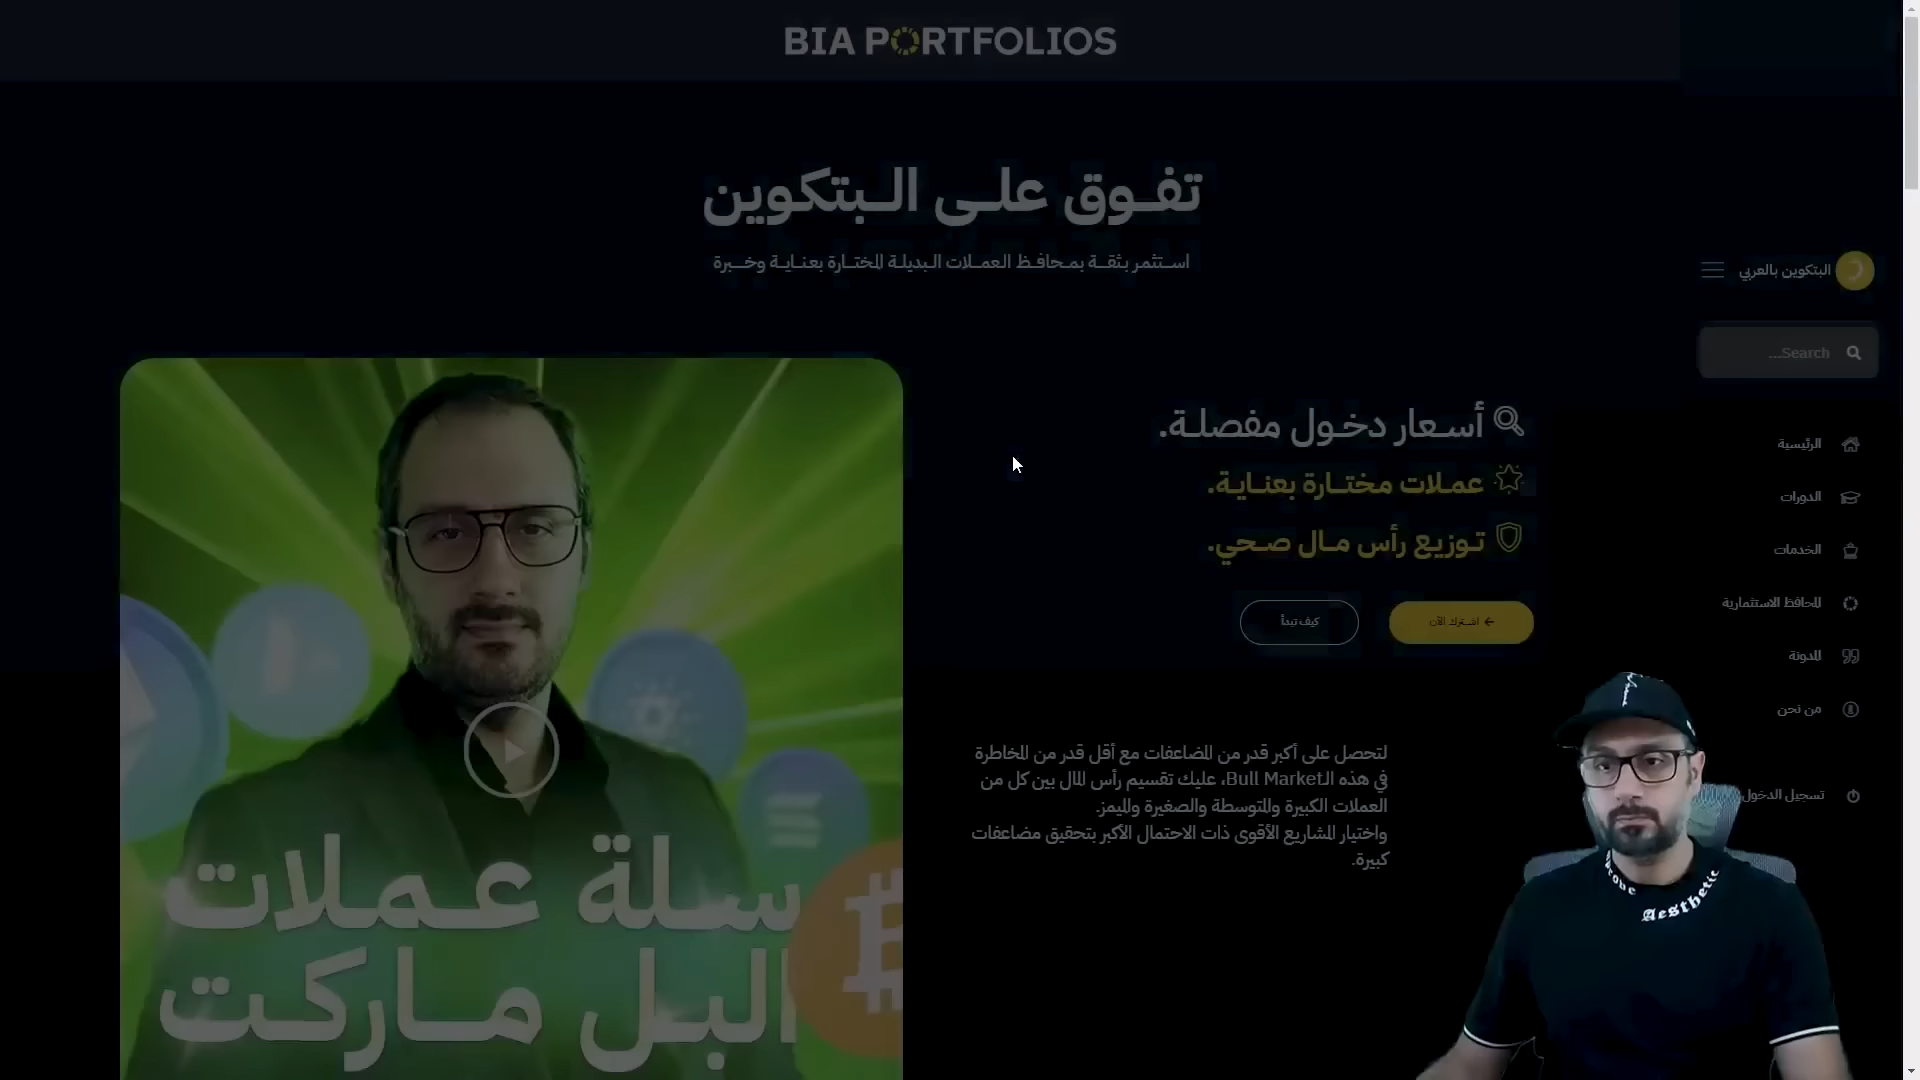 BIA PORTFOLIOS
تفوق على البتكوين
استثمر بثقة بمحافظ العملات البديلة المختارة بعناية وخبرة
البتكوين بالعربي
Search...
أسعار دخول مفصلة.
عملات مختارة بعناية.
توزيع رأس مال صحي.
اشترك الآن
كيف تبدأ
لتحصل على أكبر قدر من المضاعفات مع أقل قدر من المخاطرة
في هذه الـBull Market، عليك تقسيم رأس المال بين كل من
العملات الكبيرة والمتوسطة والصغيرة والميمز.
واختيار المشاريع الأقوى ذات الاحتمال الأكبر بتحقيق مضاعفات
كبيرة.
الرئيسية
الدورات
الخدمات
المحافظ الاستثمارية
المدونة
من نحن
تسجيل الدخول
سلة عملات
البل ماركت
Aesthetic